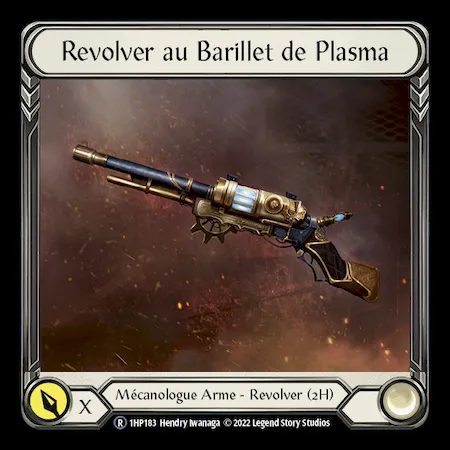 Revolver au Barillet de Plasma
X
Mécanologue Arme - Revolver (2H)
R 1HP183 Hendry Iwanaga © 2022 Legend Story Studios